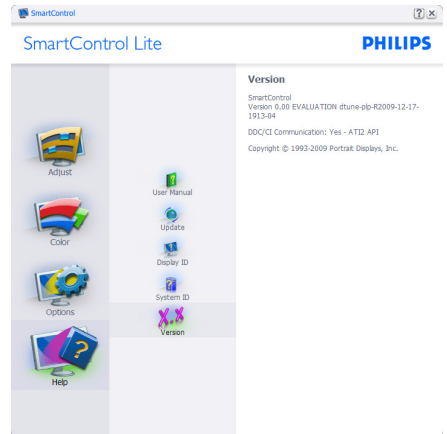 SmartControl
? x
SmartControl Lite
PHILIPS
Adjust
Color
Options
Help
User Manual
Update
Display ID
System ID
X.X
Version
Version
SmartControl
Version 0.00 EVALUATION dtune-plp-R2009-12-17-
1913-04
DDC/CI Communication: Yes - ATI2 API
Copyright © 1993-2009 Portrait Displays, Inc.